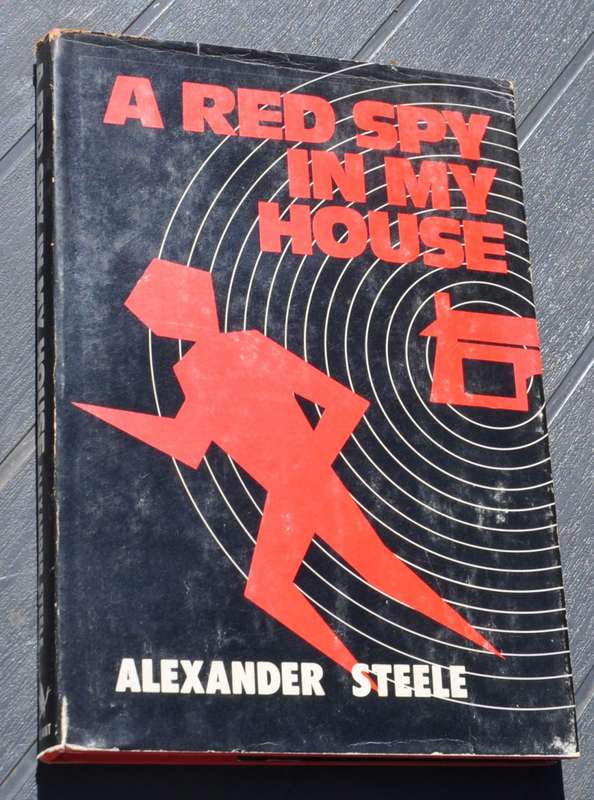 A RED SPY
IN MY
HOUSE
ALEXANDER STEELE